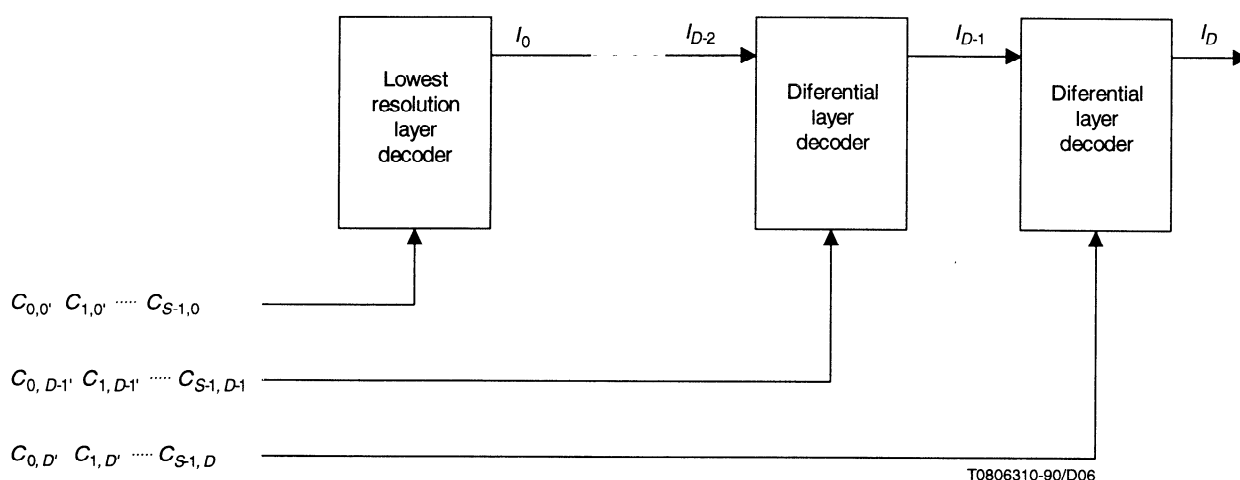 I0
ID-2
ID-1
ID
Lowest
resolution
layer
decoder
Diferential
layer
decoder
Diferential
layer
decoder
C0,0, C1,0, ..... CS-1,0
C0, D-1, C1, D-1, ..... CS-1, D-1
C0, D, C1, D, ..... CS-1, D
T0806310-90/D06